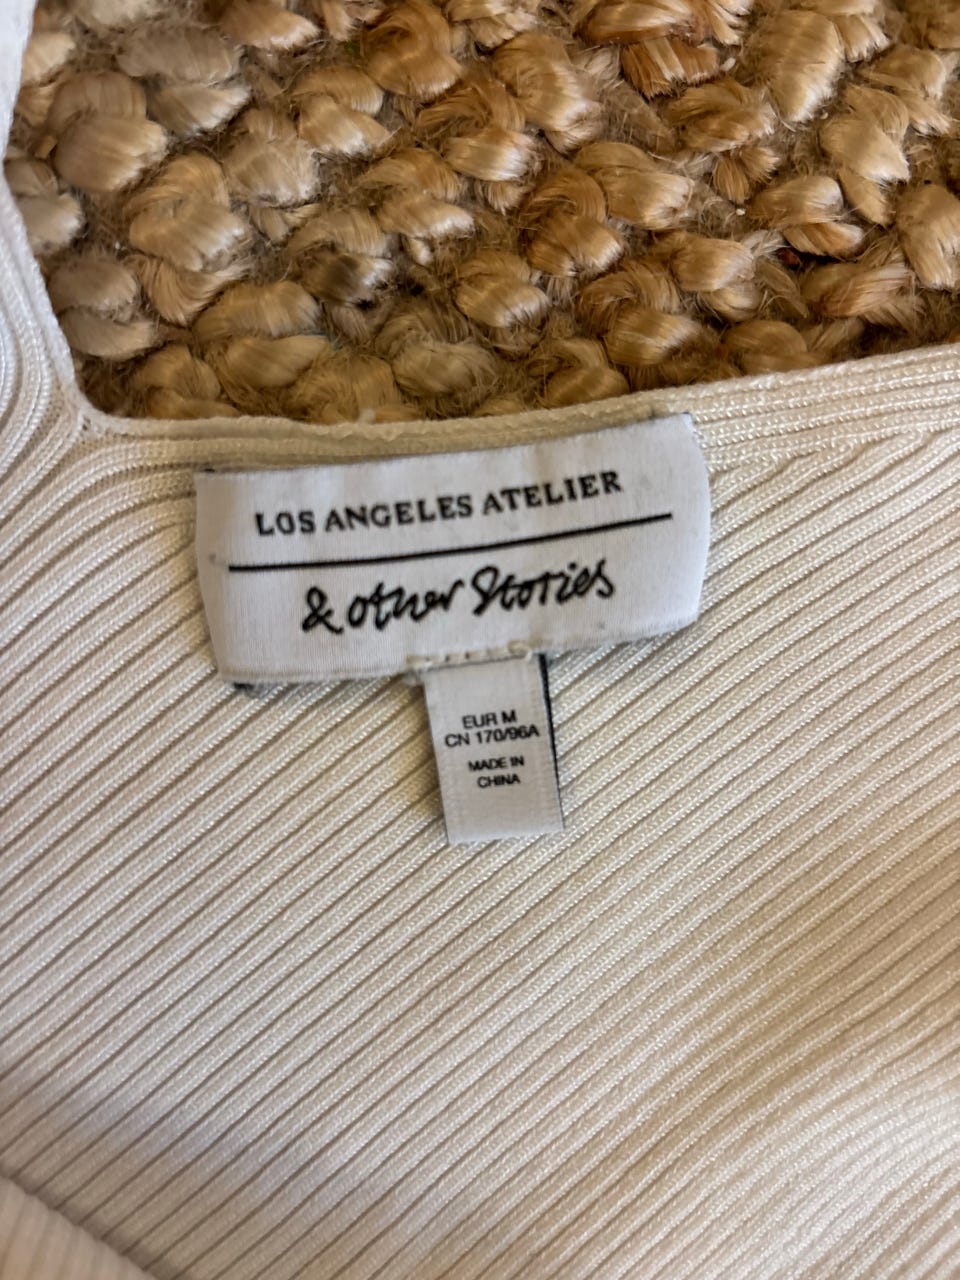 LOS ANGELES ATELIER
& other Stories
EUR M
CN 170/96A
MADE IN
CHINA